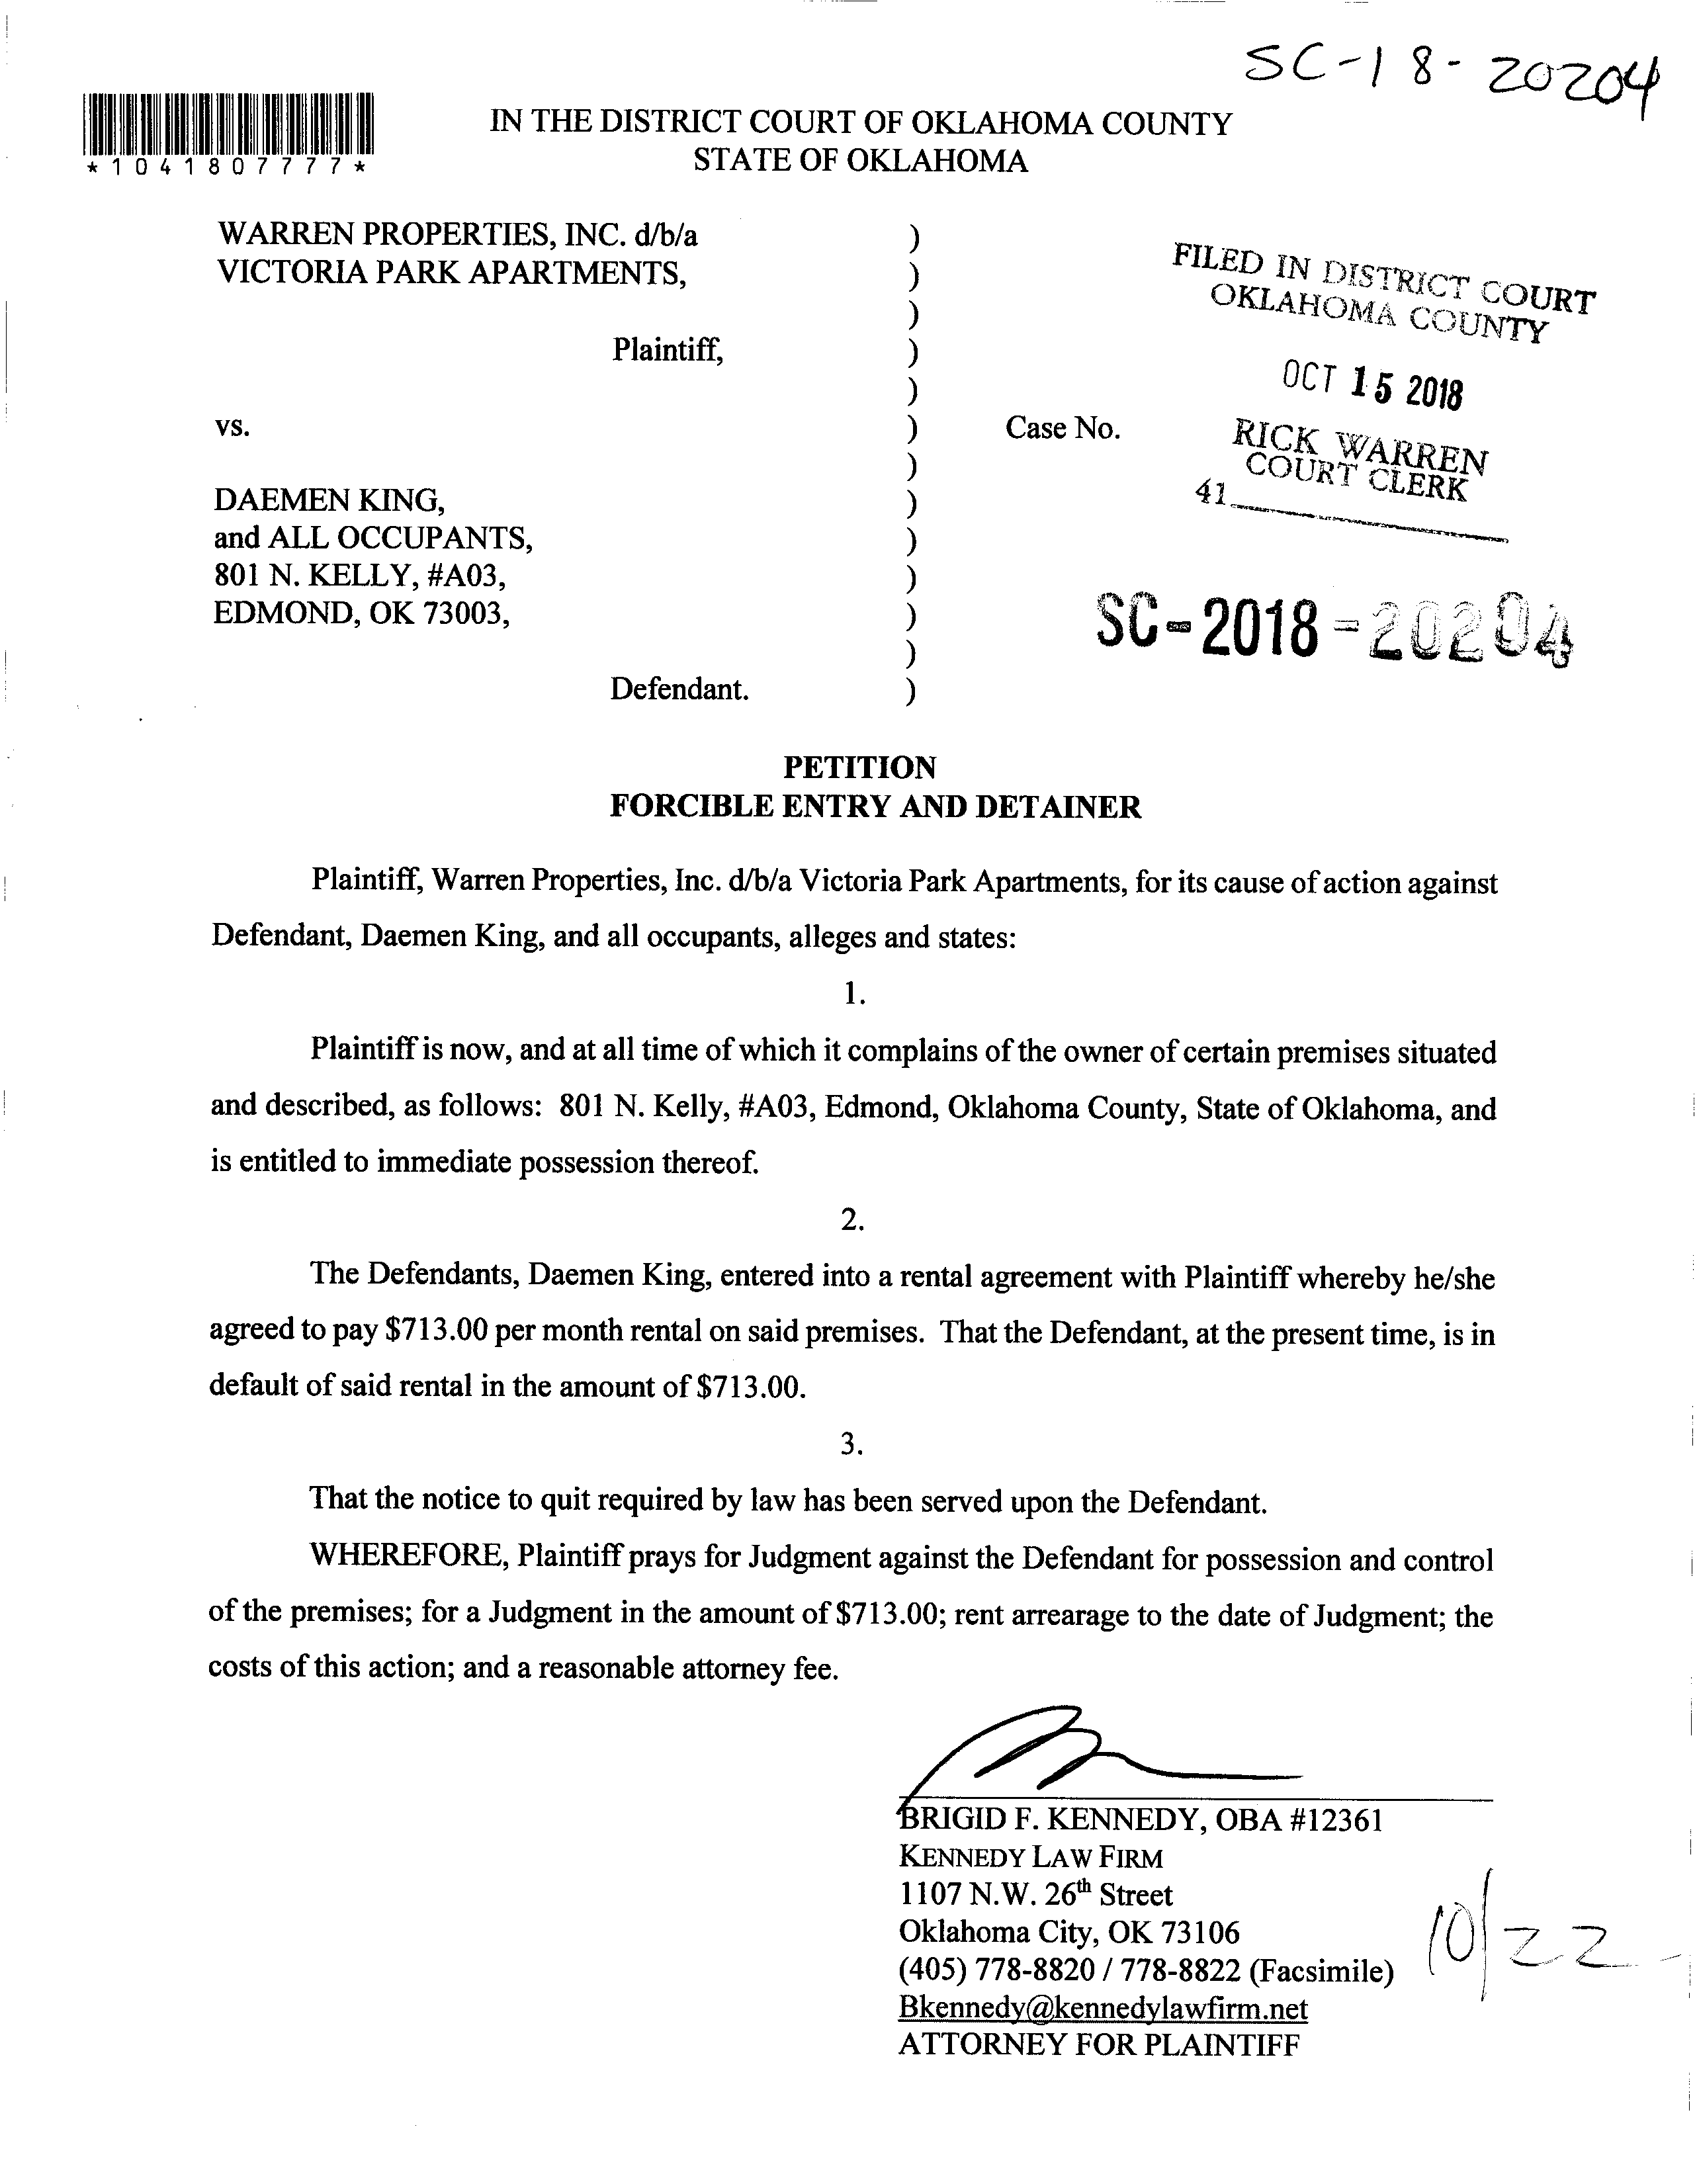 SC-18-20204
*1041807777*
IN THE DISTRICT COURT OF OKLAHOMA COUNTY
STATE OF OKLAHOMA
WARREN PROPERTIES, INC. d/b/a )
VICTORIA PARK APARTMENTS, )
)
Plaintiff, )
)
vs. ) Case No.
)
DAEMEN KING, )
and ALL OCCUPANTS, )
801 N. KELLY, #A03, )
EDMOND, OK 73003, )
)
Defendant. )
FILED IN DISTRICT COURT
OKLAHOMA COUNTY
OCT 15 2018
RICK WARREN
COURT CLERK
41
SC-2018-20204
PETITION
FORCIBLE ENTRY AND DETAINER
Plaintiff, Warren Properties, Inc. d/b/a Victoria Park Apartments, for its cause of action against
Defendant, Daemen King, and all occupants, alleges and states:
1.
Plaintiff is now, and at all time of which it complains of the owner of certain premises situated
and described, as follows: 801 N. Kelly, #A03, Edmond, Oklahoma County, State of Oklahoma, and
is entitled to immediate possession thereof.
2.
The Defendants, Daemen King, entered into a rental agreement with Plaintiff whereby he/she
agreed to pay $713.00 per month rental on said premises. That the Defendant, at the present time, is in
default of said rental in the amount of $713.00.
3.
That the notice to quit required by law has been served upon the Defendant.
WHEREFORE, Plaintiff prays for Judgment against the Defendant for possession and control
of the premises; for a Judgment in the amount of $713.00; rent arrearage to the date of Judgment; the
costs of this action; and a reasonable attorney fee.
BRIGID F. KENNEDY, OBA #12361
KENNEDY LAW FIRM
1107 N.W. 26th Street
Oklahoma City, OK 73106
(405) 778-8820 / 778-8822 (Facsimile)
Bkennedy@kennedylawfirm.net
ATTORNEY FOR PLAINTIFF
10/22